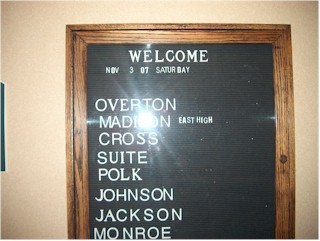 WELCOME
NOV 3 07 SATURDAY
OVERTON
MADISON EAST HIGH
CROSS
SUITE
POLK
JOHNSON
JACKSON
MONROE